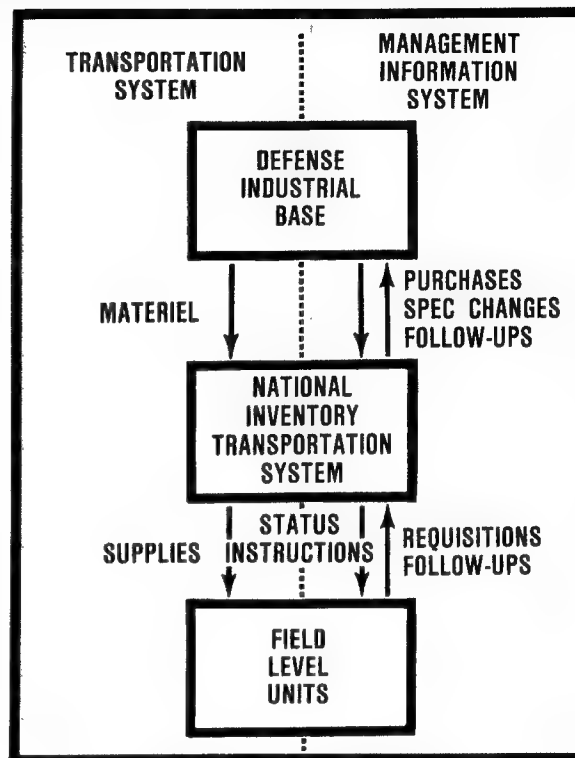 TRANSPORTATION
SYSTEM
MANAGEMENT
INFORMATION
SYSTEM
DEFENSE
INDUSTRIAL
BASE
MATERIEL
PURCHASES
SPEC CHANGES
FOLLOW-UPS
NATIONAL
INVENTORY
TRANSPORTATION
SYSTEM
SUPPLIES
STATUS
INSTRUCTIONS
REQUISITIONS
FOLLOW-UPS
FIELD
LEVEL
UNITS